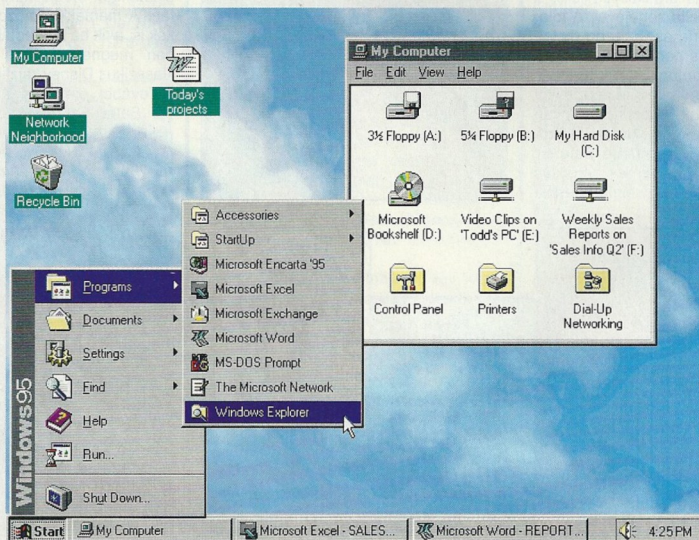 My Computer
Network
Neighborhood
Recycle Bin
Today's
projects
My Computer
File Edit View Help
3½ Floppy (A:)
5¼ Floppy (B:)
My Hard Disk
(C:)
Microsoft
Bookshelf (D:)
Video Clips on
'Todd's PC' (E:)
Weekly Sales
Reports on
'Sales Info Q2' (F:)
Control Panel
Printers
Dial-Up
Networking
Accessories
StartUp
Microsoft Encarta '95
Microsoft Excel
Microsoft Exchange
Microsoft Word
MS-DOS Prompt
The Microsoft Network
Windows Explorer
Programs
Documents
Settings
Find
Help
Run...
Shut Down...
Windows95
Start
My Computer
Microsoft Excel - SALES...
Microsoft Word - REPORT...
4:25 PM